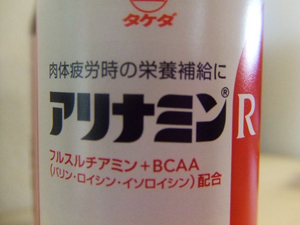 タケダ
肉体疲労時の栄養補給に
アリナミン® R
フルスルチアミン+BCAA
(バリン・ロイシン・イソロイシン)配合